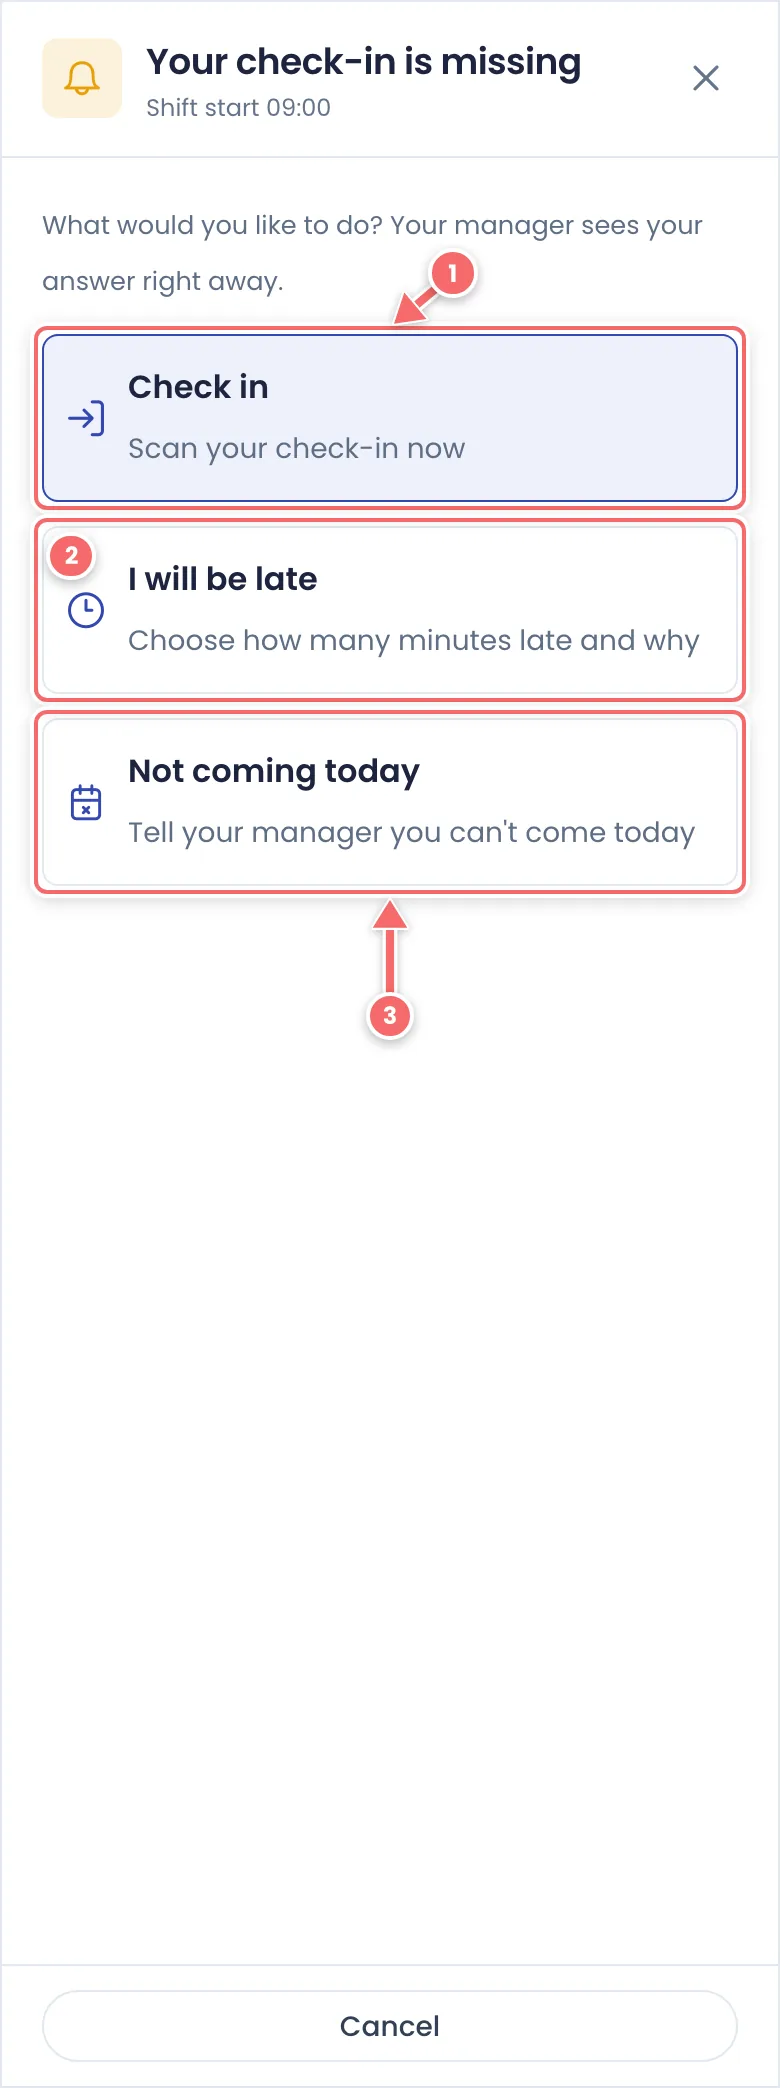 Your check-in is missing
Shift start 09:00
What would you like to do? Your manager sees your
answer right away.
1
Check in
Scan your check-in now
2
I will be late
Choose how many minutes late and why
Not coming today
Tell your manager you can't come today
3
Cancel